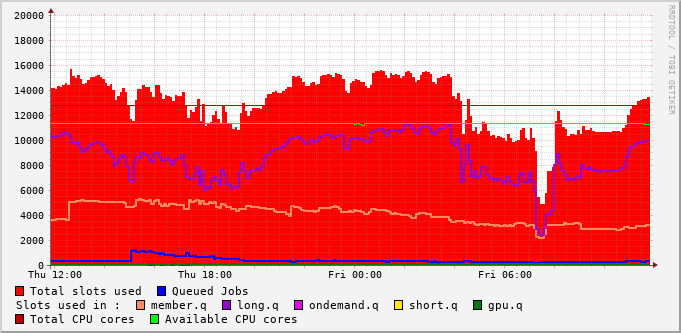 20000
18000
16000
14000
12000
10000
8000
6000
4000
2000
0
Thu 12:00 Thu 18:00 Fri 00:00 Fri 06:00
RRDTOOL / TOBI OETIKER
Total slots used Queued Jobs
Slots used in : member.q long.q ondemand.q short.q gpu.q
Total CPU cores Available CPU cores